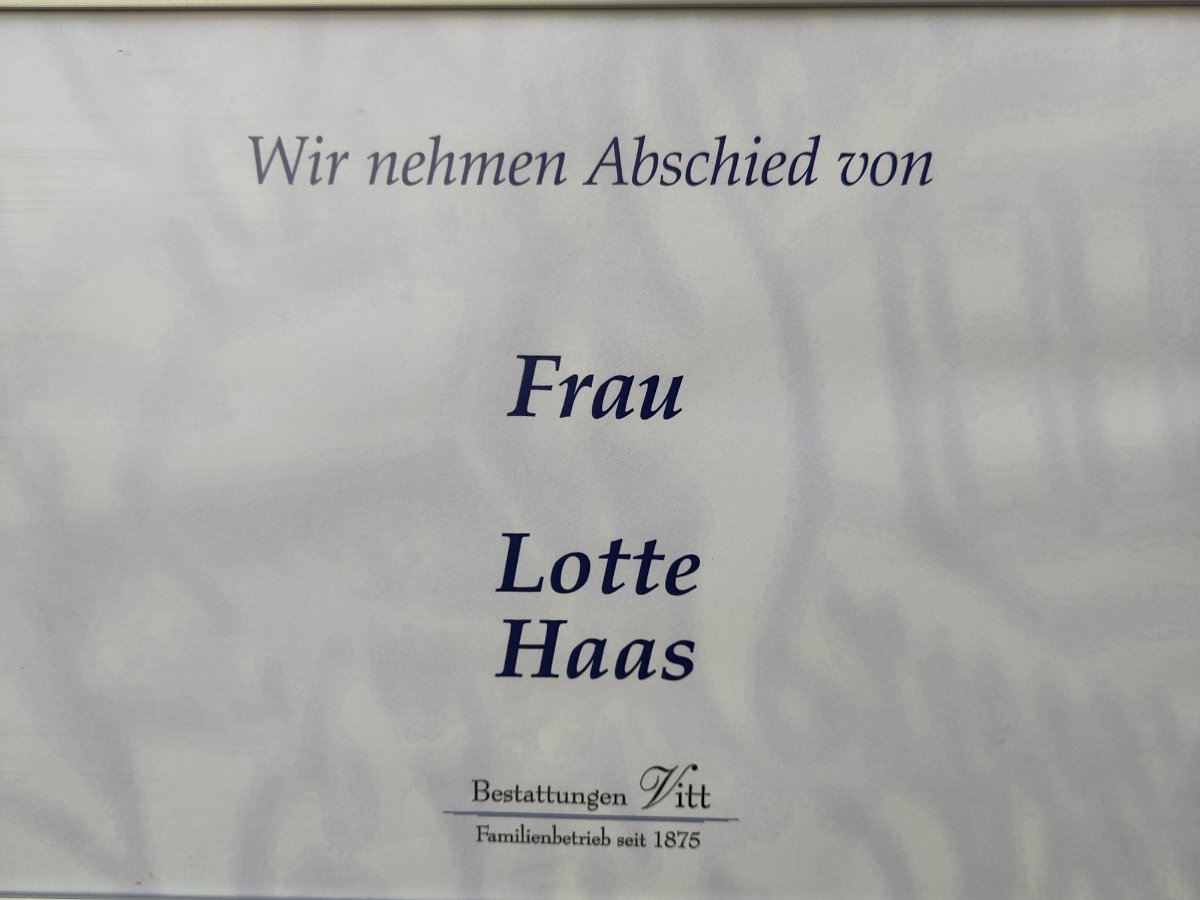 Wir nehmen Abschied von
Frau
Lotte
Haas
Bestattungen Vitt
Familienbetrieb seit 1875